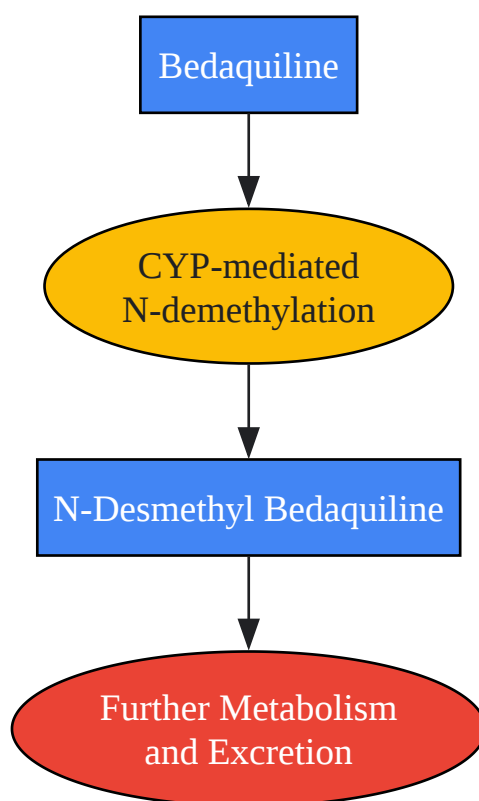 Bedaquiline
CYP-mediated
N-demethylation
N-Desmethyl Bedaquiline
Further Metabolism
and Excretion